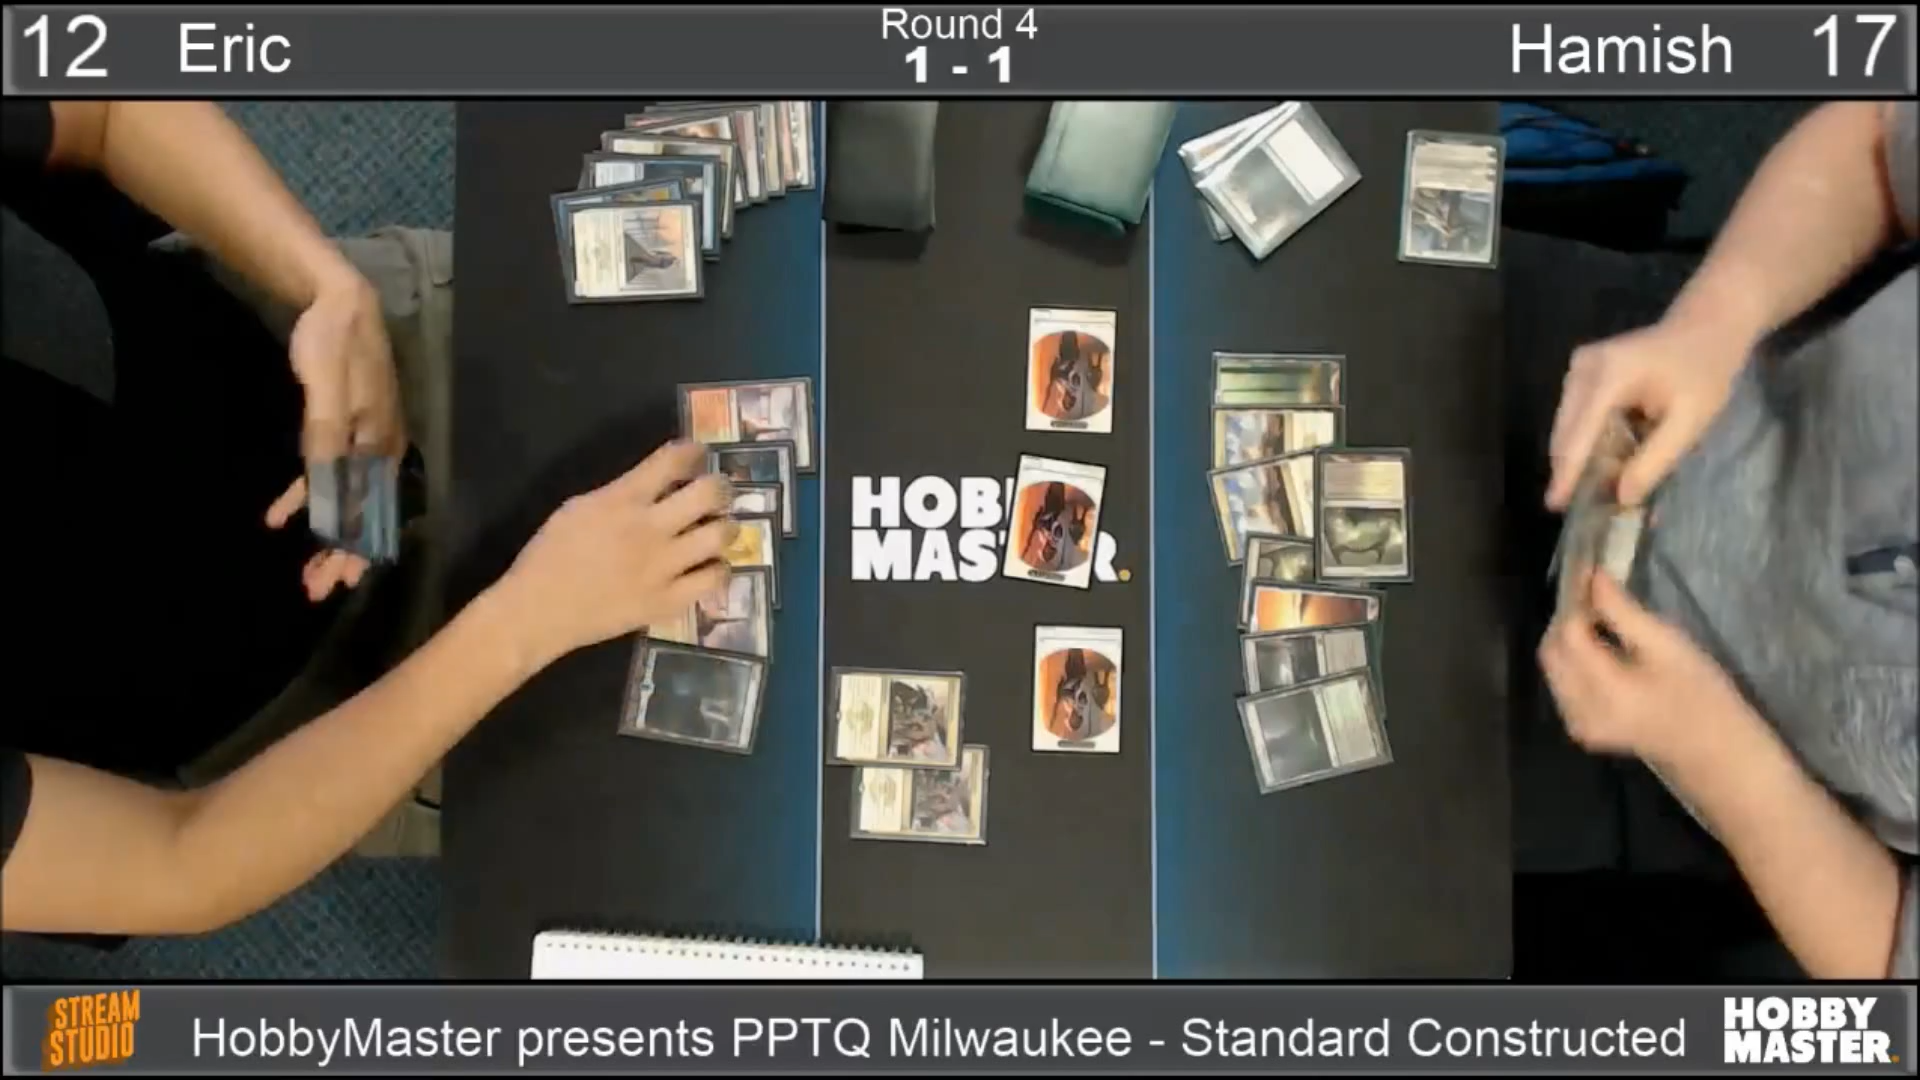 12 Eric
Round 4
1 - 1
Hamish 17
HOBBY
MASTER.
STREAM
STUDIO
HobbyMaster presents PPTQ Milwaukee - Standard Constructed
HOBBY
MASTER.